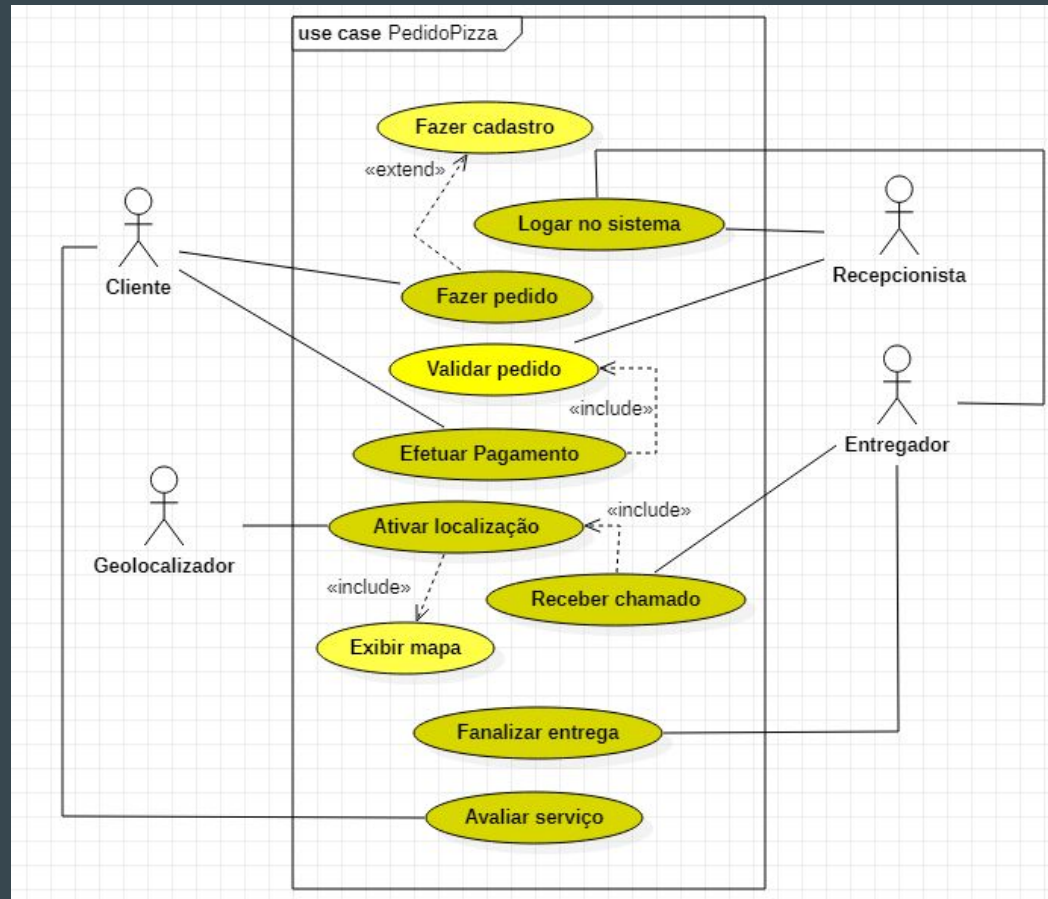 use case PedidoPizza
Fazer cadastro
«extend»
Logar no sistema
Cliente
Recepcionista
Fazer pedido
Validar pedido
«include»
Efetuar Pagamento
Entregador
Ativar localização
«include»
Geolocalizador
«include»
Receber chamado
Exibir mapa
Fanalizar entrega
Avaliar serviço